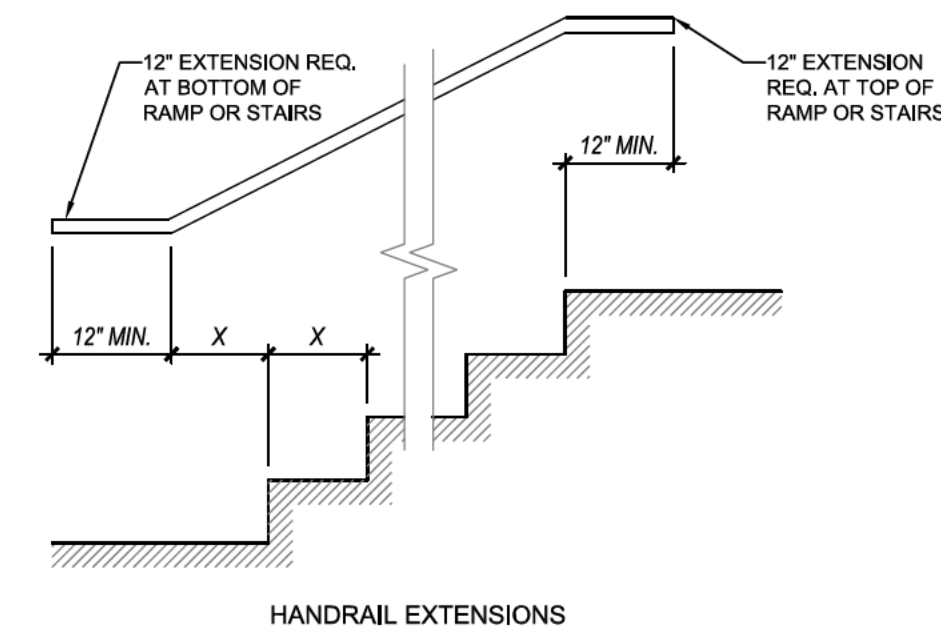 12" EXTENSION REQ.
AT BOTTOM OF
RAMP OR STAIRS
12" EXTENSION
REQ. AT TOP OF
RAMP OR STAIRS
12" MIN.
12" MIN.
X
X
HANDRAIL EXTENSIONS